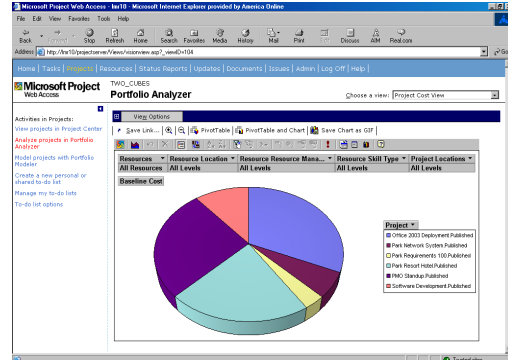 Microsoft Project Web Access - lmr10 - Microsoft Internet Explorer provided by America Online
File Edit View Favorites Tools Help
Back Forward Stop Refresh Home Search Favorites Media History Mail Print Edit Discuss AIM Real.com
Address http://lmr10/projectserver/Views/visionview.asp?_viewID=104 Go
Home | Tasks | Projects | Resources | Status Reports | Updates | Documents | Issues | Admin | Log Off | Help |
Microsoft Project
Web Access
TWO_CUBES
Portfolio Analyzer
Choose a view: Project Cost View
Activities in Projects:
View projects in Project Center
Analyze projects in Portfolio
Analyzer
Model projects with Portfolio
Modeler
Create a new personal or
shared to-do list
Manage my to-do lists
To-do list options
View Options
Save Link... PivotTable PivotTable and Chart Save Chart as GIF
Resources Resource Location Resource Resource Mana... Resource Skill Type Project Locations
All Resources All Levels All Levels All Levels All Levels
Baseline Cost
Project
Office 2003 Deployment.Published
Park Network System.Published
Park Requirements 100.Published
Park Resort Hotel.Published
PMO Standup.Published
Software Development.Published